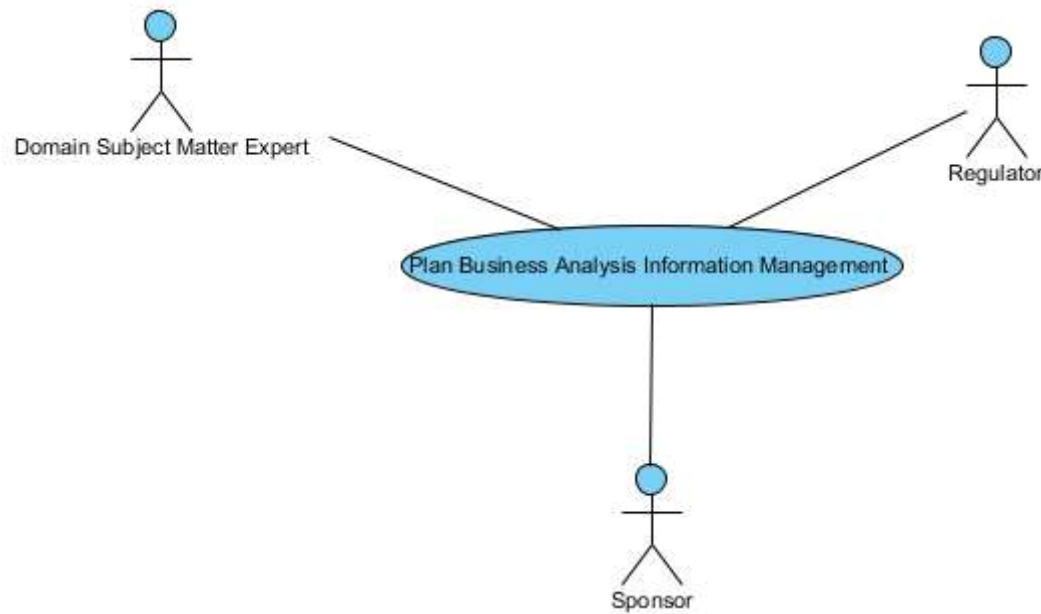 Domain Subject Matter Expert
Regulator
Plan Business Analysis Information Management
Sponsor